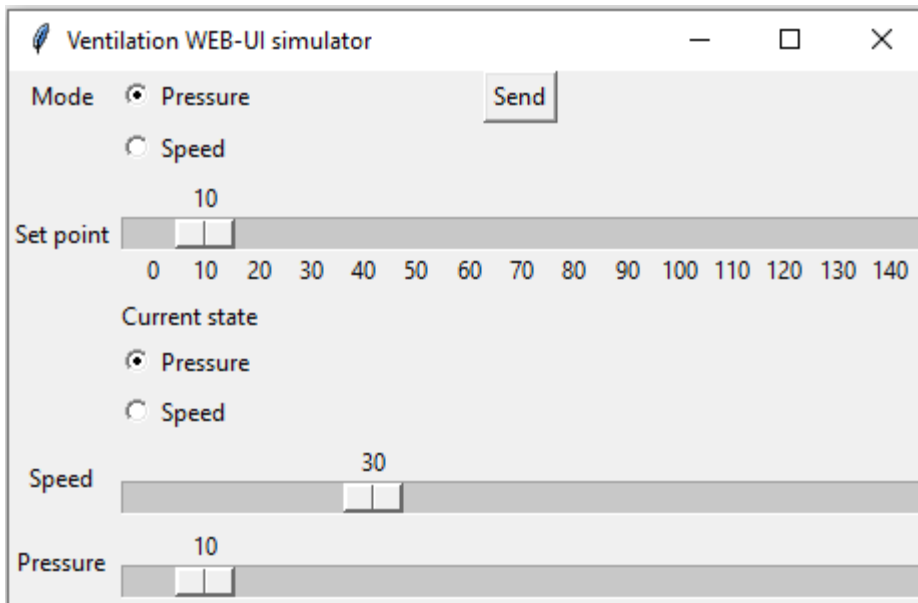 Ventilation WEB-UI simulator
Mode Pressure Send
Speed
10
Set point
0 10 20 30 40 50 60 70 80 90 100 110 120 130 140
Current state
Pressure
Speed
30
Speed
10
Pressure